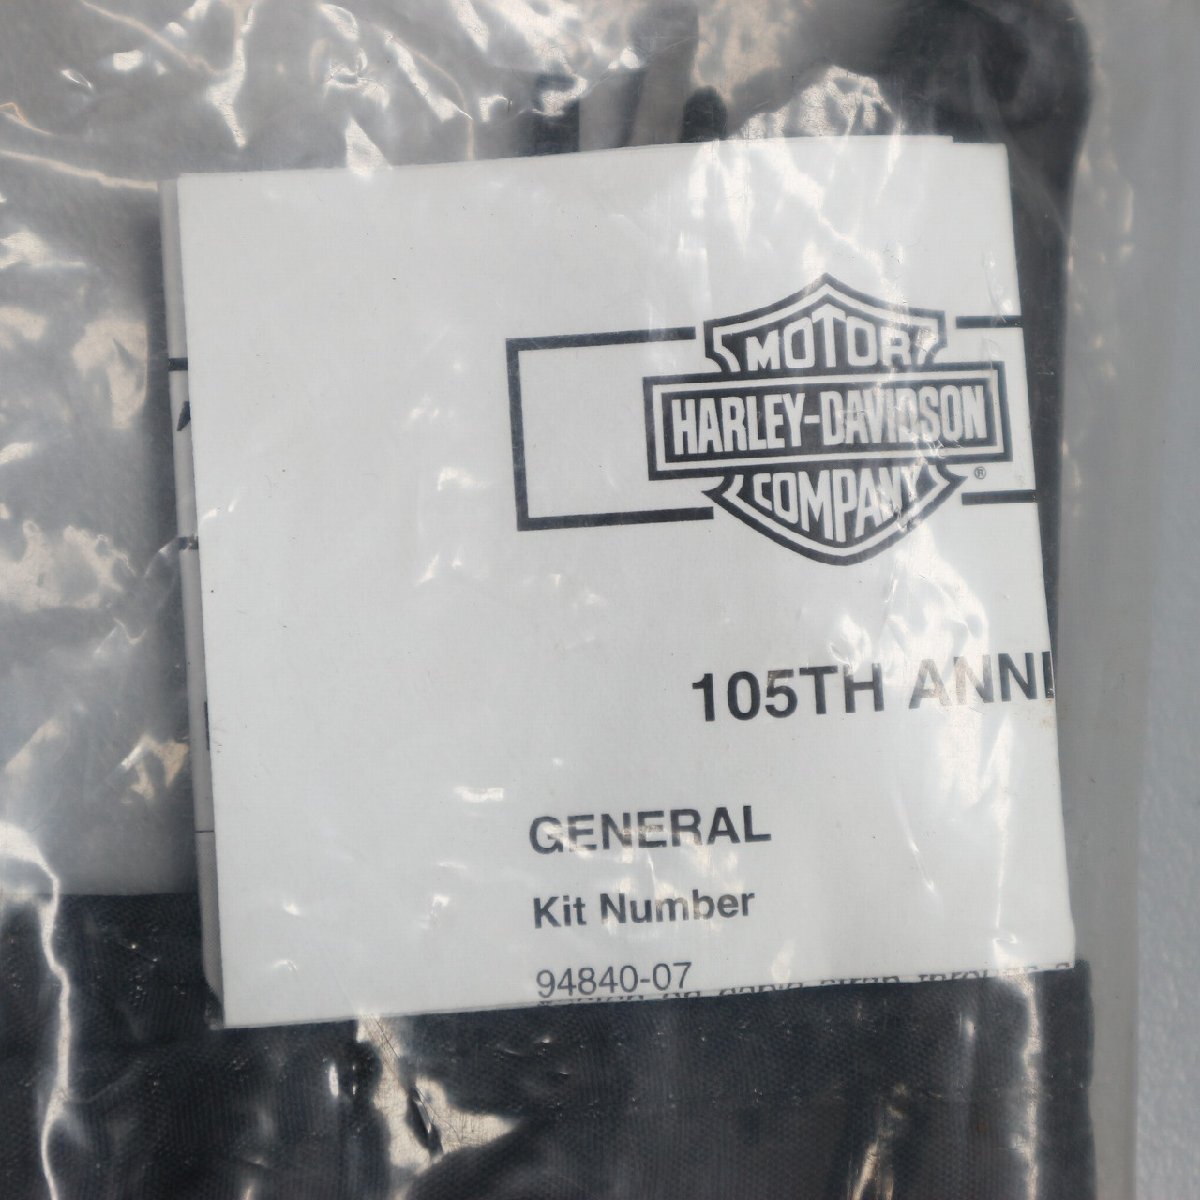 MOTOR
HARLEY-DAVIDSON
COMPANY
®
105TH ANNI
GENERAL
Kit Number
94840-07